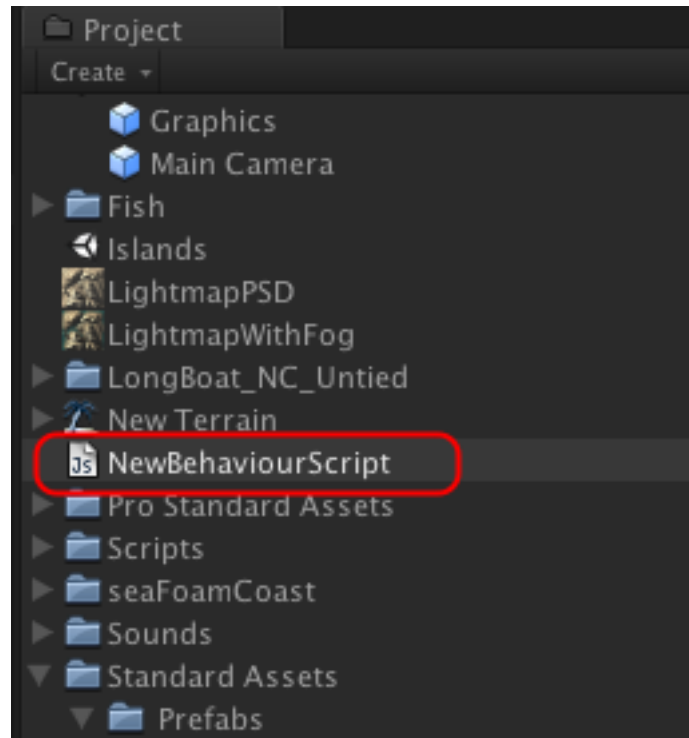 Project
Create
Graphics
Main Camera
Fish
Islands
LightmapPSD
LightmapWithFog
LongBoat_NC_Untied
New Terrain
Js NewBehaviourScript
Pro Standard Assets
Scripts
seaFoamCoast
Sounds
Standard Assets
Prefabs